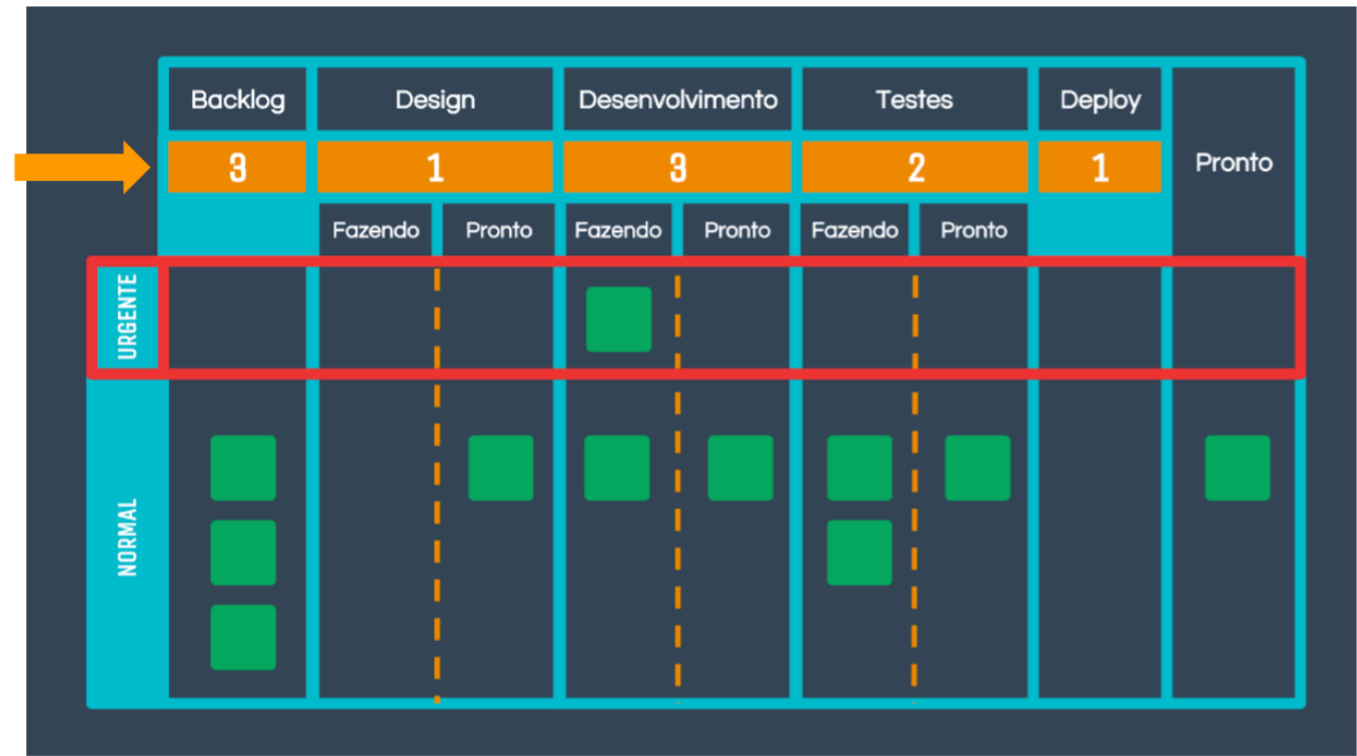 Backlog
Design
Desenvolvimento
Testes
Deploy
Pronto
3
1
3
2
1
Fazendo
Pronto
Fazendo
Pronto
Fazendo
Pronto
URGENTE
NORMAL